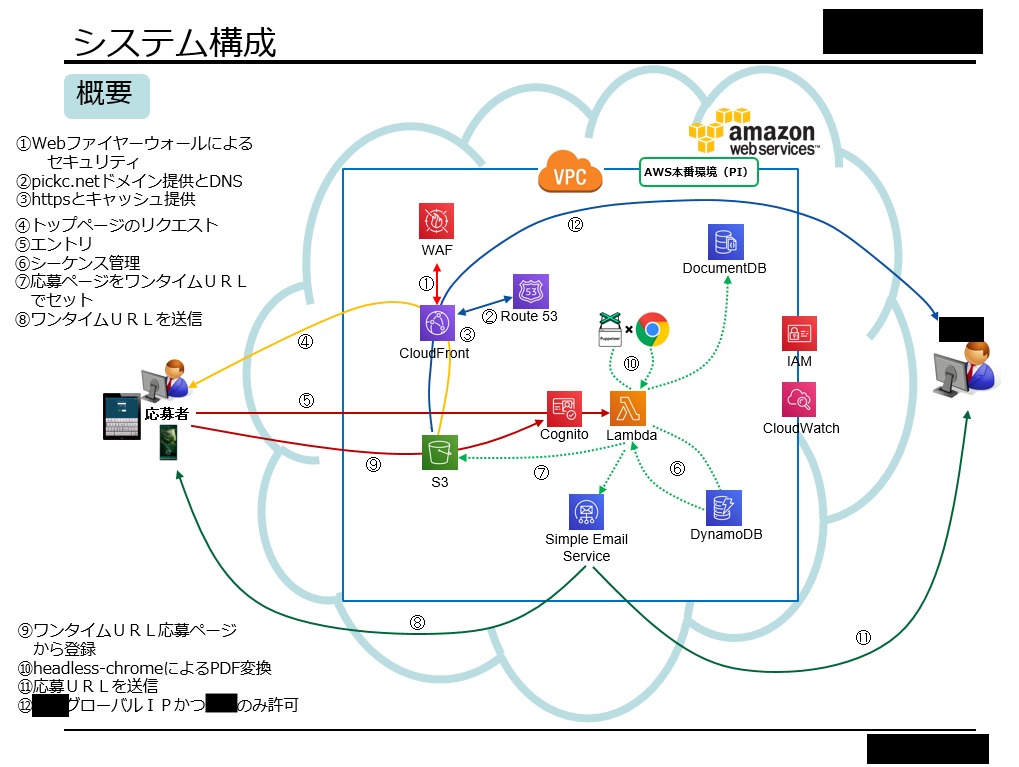 システム構成
概要
①Webファイヤーウォールによる
セキュリティ
②pickc.netドメイン提供とDNS
③httpsとキャッシュ提供
④トップページのリクエスト
⑤エントリ
⑥シーケンス管理
⑦応募ページをワンタイムＵＲＬ
でセット
⑧ワンタイムＵＲＬを送信
amazon
web services™
VPC
AWS本番環境（PI）
⑫
WAF
DocumentDB
①
② Route 53
53
③
CloudFront
Puppeteer
×
④
⑩
IAM
応募者
⑤
Cognito
Lambda
CloudWatch
⑨
S3
⑦
⑥
Simple Email
Service
DynamoDB
⑧
⑪
⑨ワンタイムＵＲＬ応募ページ
から登録
⑩headless-chromeによるPDF変換
⑪応募ＵＲＬを送信
⑫グローバルＩＰかつのみ許可